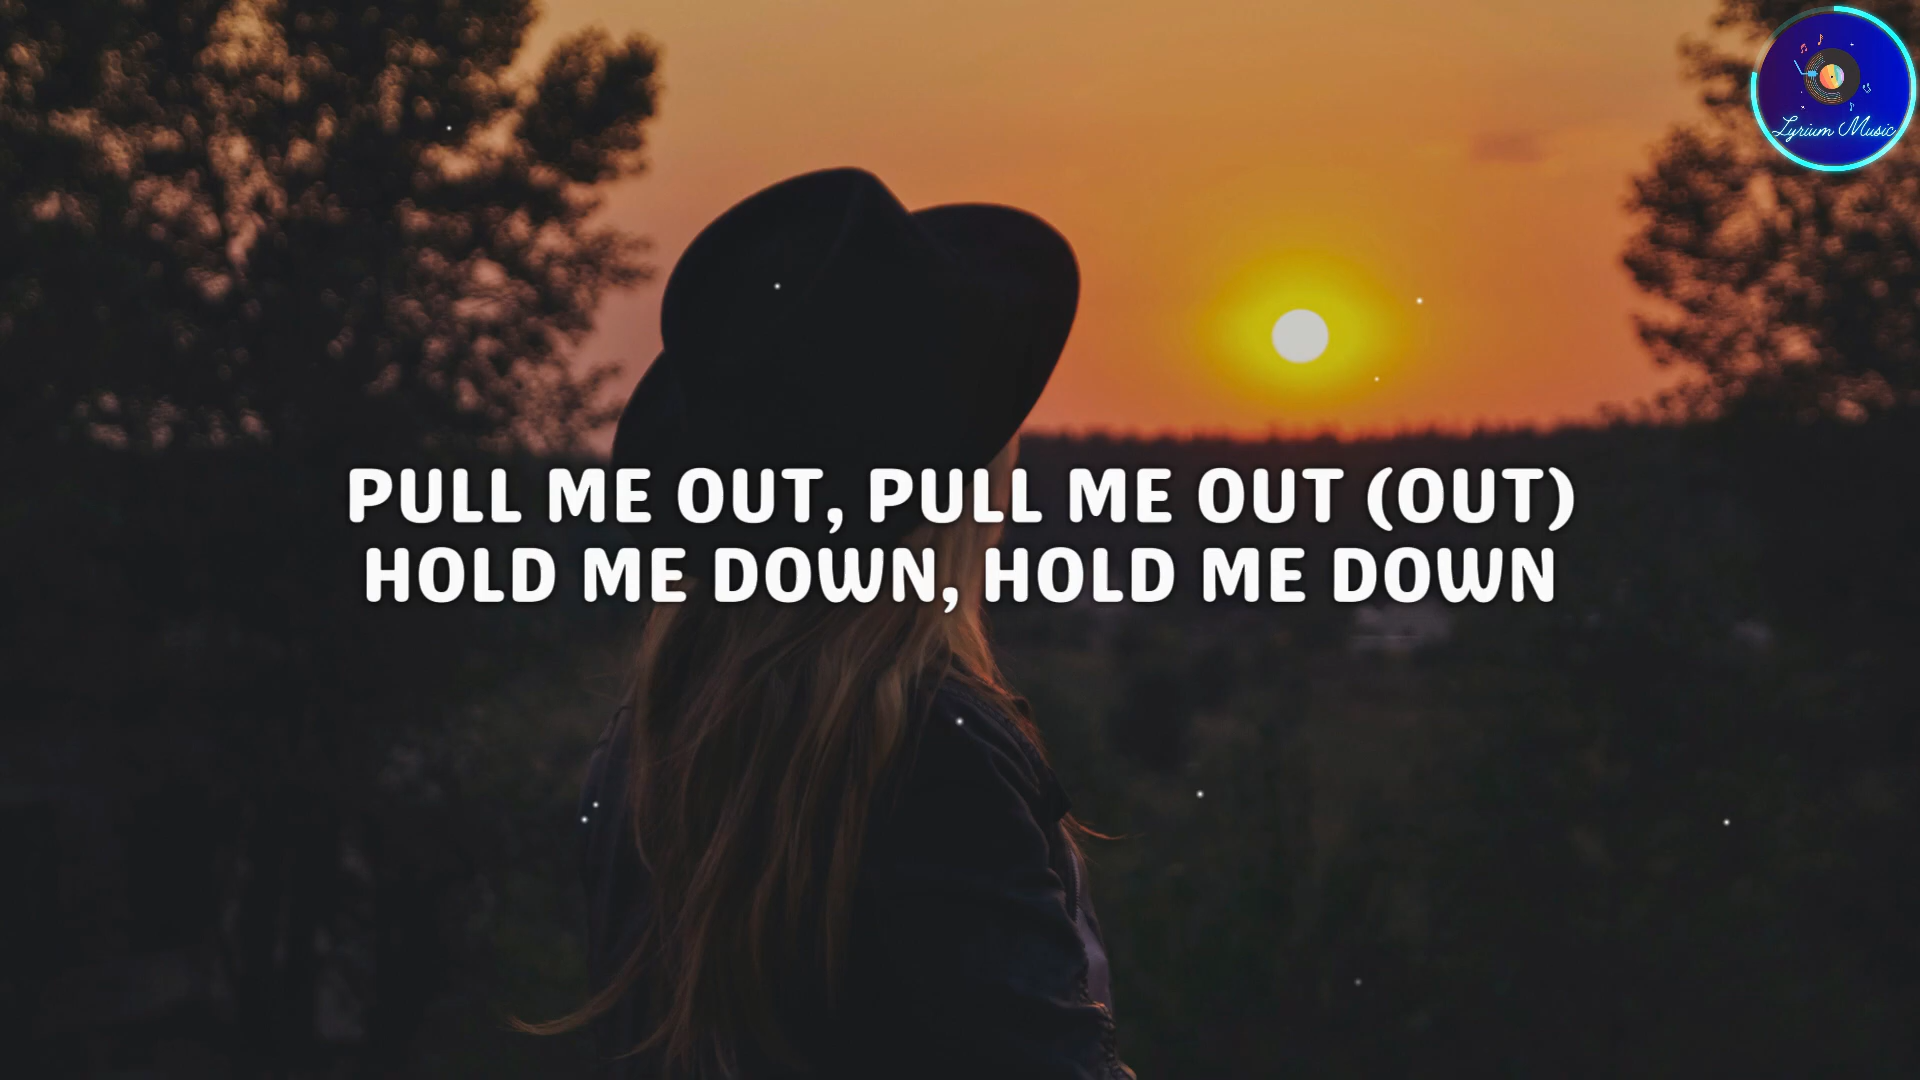 Lyrium Music
PULL ME OUT, PULL ME OUT (OUT)
HOLD ME DOWN, HOLD ME DOWN